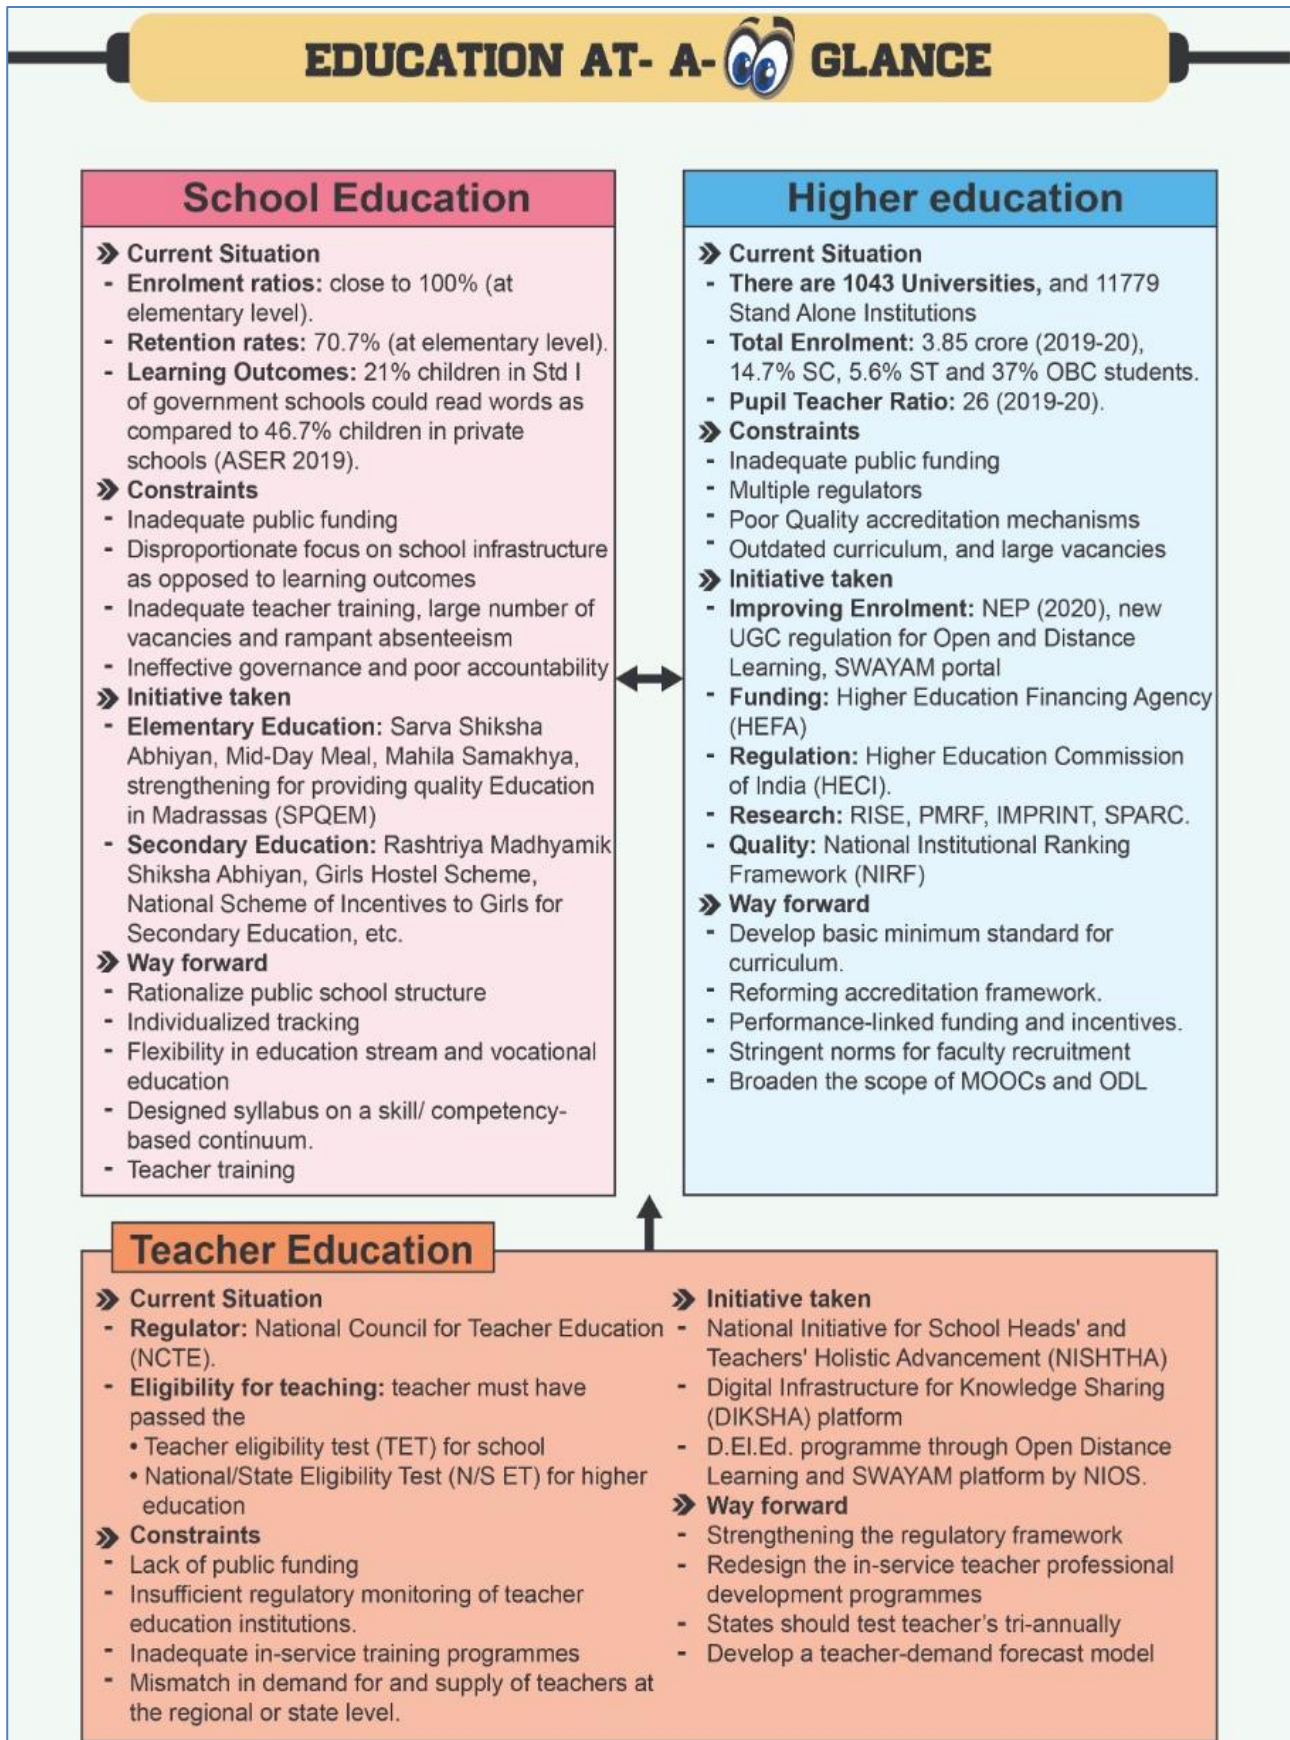 EDUCATION AT- A- GLANCE
School Education
Current Situation
- Enrolment ratios: close to 100% (at
elementary level).
- Retention rates: 70.7% (at elementary level).
- Learning Outcomes: 21% children in Std I
of government schools could read words as
compared to 46.7% children in private
schools (ASER 2019).
Constraints
- Inadequate public funding
- Disproportionate focus on school infrastructure
as opposed to learning outcomes
- Inadequate teacher training, large number of
vacancies and rampant absenteeism
- Ineffective governance and poor accountability
Initiative taken
- Elementary Education: Sarva Shiksha
Abhiyan, Mid-Day Meal, Mahila Samakhya,
strengthening for providing quality Education
in Madrassas (SPQEM)
- Secondary Education: Rashtriya Madhyamik
Shiksha Abhiyan, Girls Hostel Scheme,
National Scheme of Incentives to Girls for
Secondary Education, etc.
Way forward
- Rationalize public school structure
- Individualized tracking
- Flexibility in education stream and vocational
education
- Designed syllabus on a skill/ competency-
based continuum.
- Teacher training
Higher education
Current Situation
- There are 1043 Universities, and 11779
Stand Alone Institutions
- Total Enrolment: 3.85 crore (2019-20),
14.7% SC, 5.6% ST and 37% OBC students.
- Pupil Teacher Ratio: 26 (2019-20).
Constraints
- Inadequate public funding
- Multiple regulators
- Poor Quality accreditation mechanisms
- Outdated curriculum, and large vacancies
Initiative taken
- Improving Enrolment: NEP (2020), new
UGC regulation for Open and Distance
Learning, SWAYAM portal
- Funding: Higher Education Financing Agency
(HEFA)
- Regulation: Higher Education Commission
of India (HECI).
- Research: RISE, PMRF, IMPRINT, SPARC.
- Quality: National Institutional Ranking
Framework (NIRF)
Way forward
- Develop basic minimum standard for
curriculum.
- Reforming accreditation framework.
- Performance-linked funding and incentives.
- Stringent norms for faculty recruitment
- Broaden the scope of MOOCs and ODL
Teacher Education
Current Situation
- Regulator: National Council for Teacher Education
(NCTE).
- Eligibility for teaching: teacher must have
passed the
• Teacher eligibility test (TET) for school
• National/State Eligibility Test (N/S ET) for higher
education
Constraints
- Lack of public funding
- Insufficient regulatory monitoring of teacher
education institutions.
- Inadequate in-service training programmes
- Mismatch in demand for and supply of teachers at
the regional or state level.
Initiative taken
- National Initiative for School Heads' and
Teachers' Holistic Advancement (NISHTHA)
- Digital Infrastructure for Knowledge Sharing
(DIKSHA) platform
- D.El.Ed. programme through Open Distance
Learning and SWAYAM platform by NIOS.
Way forward
- Strengthening the regulatory framework
- Redesign the in-service teacher professional
development programmes
- States should test teacher's tri-annually
- Develop a teacher-demand forecast model